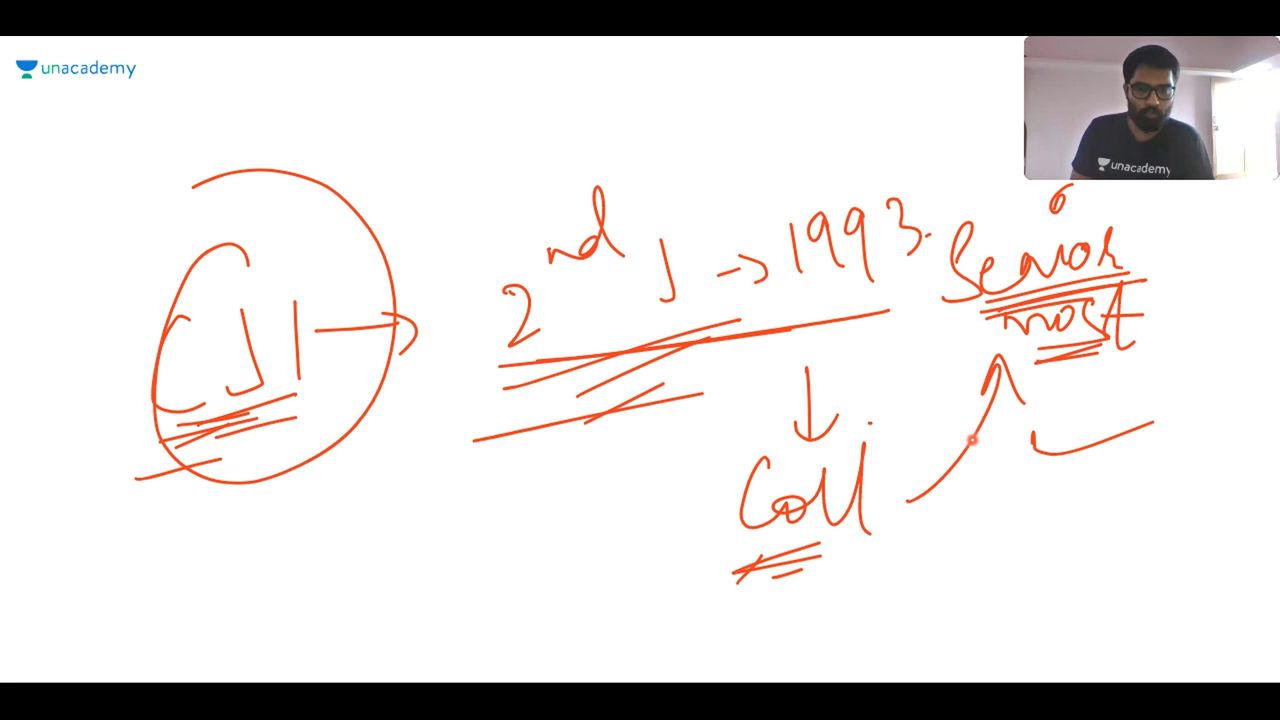 unacademy
unacademy
CJI →
2nd J → 1993.
Senior
most
↓
Coll.